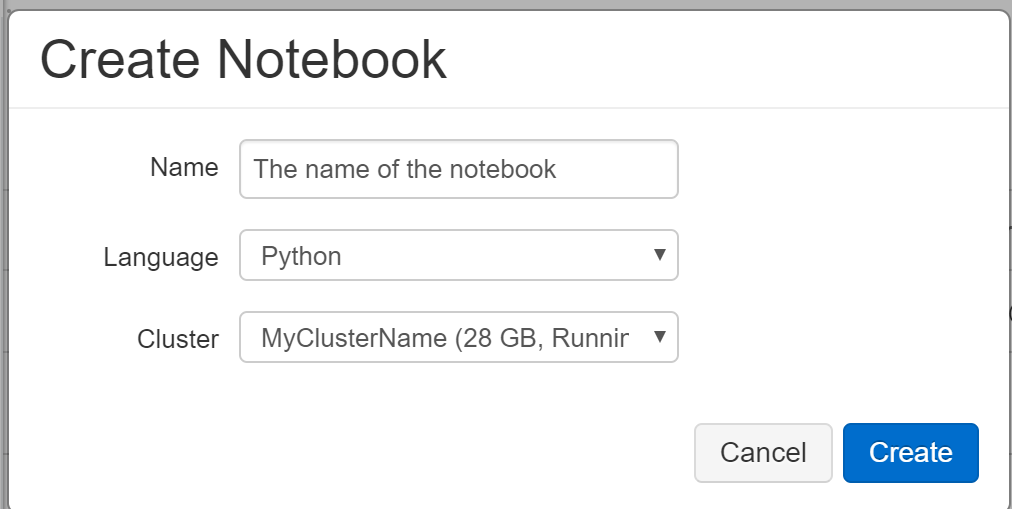 Create Notebook
Name The name of the notebook
Language Python
Cluster MyClusterName (28 GB, Runnir
Cancel Create